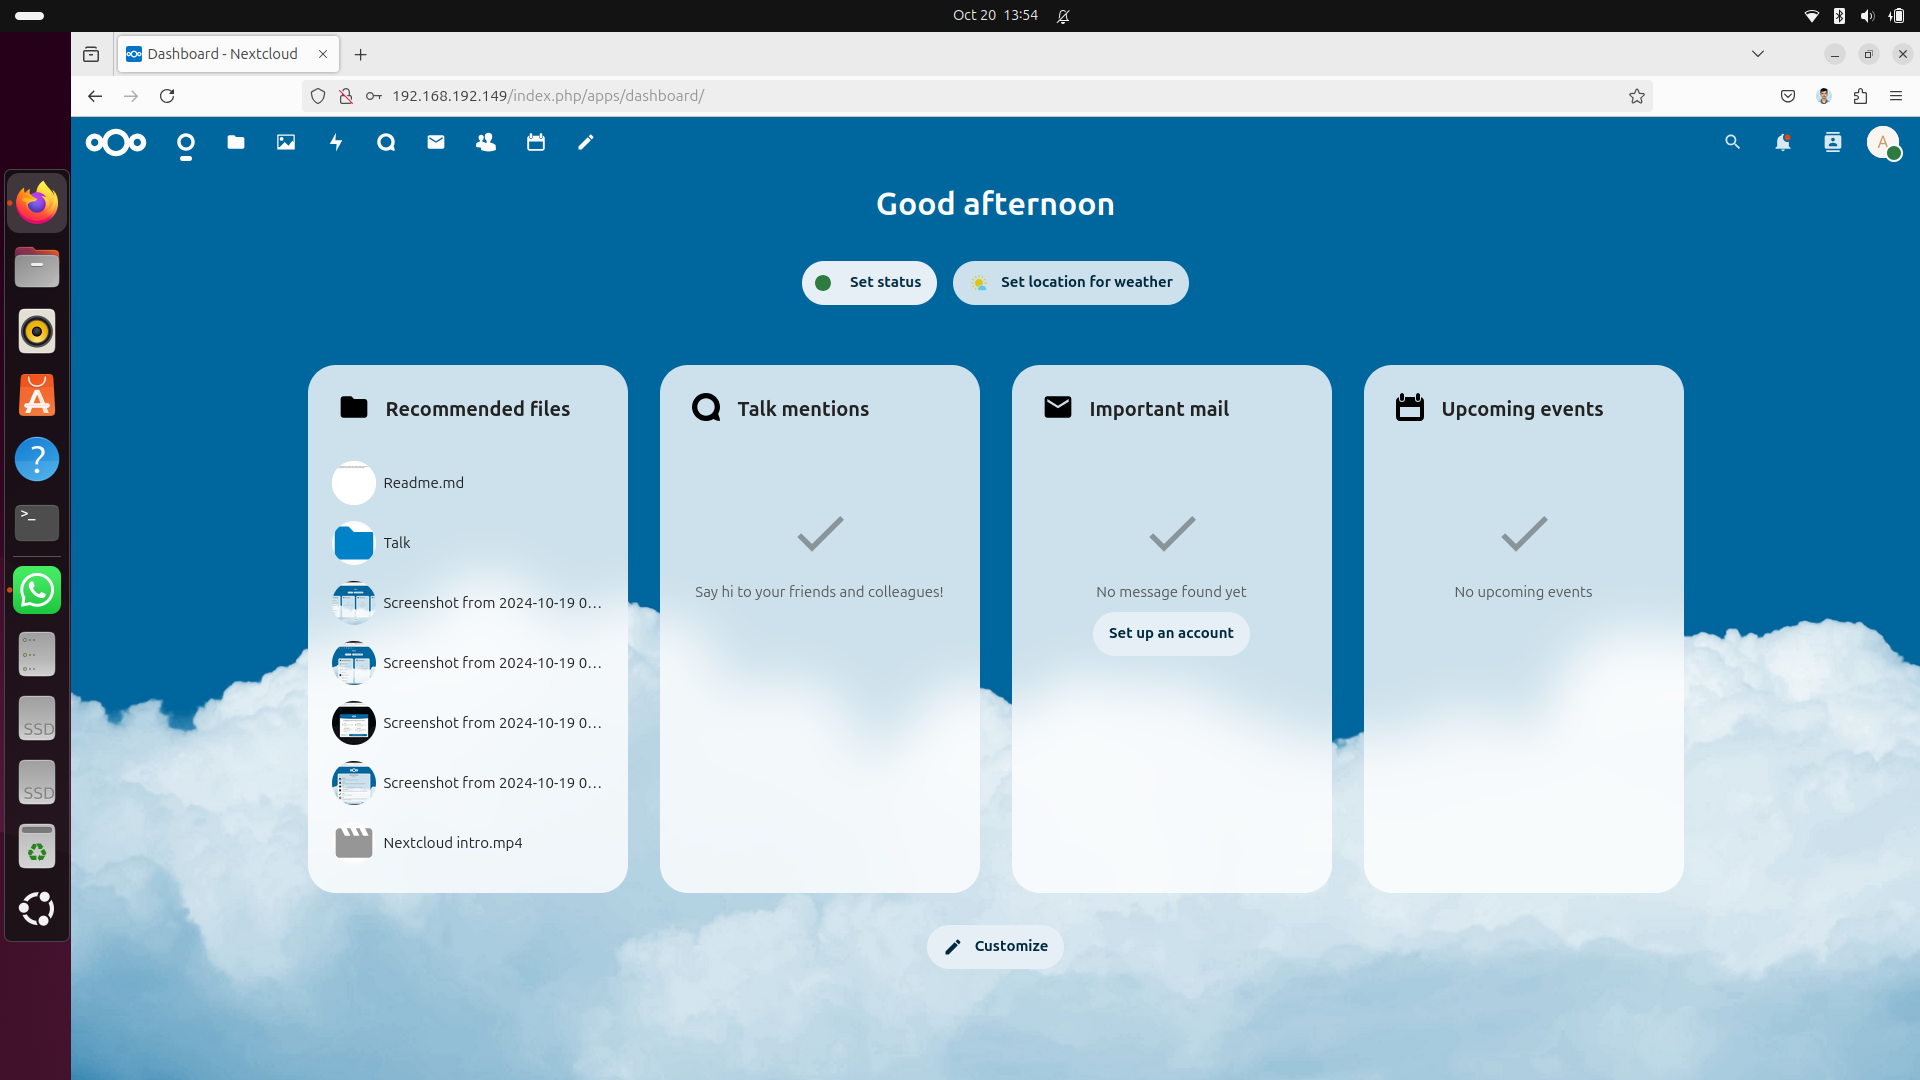 Oct 20 13:54
Dashboard - Nextcloud
192.168.192.149/index.php/apps/dashboard/
A
Good afternoon
Set status
Set location for weather
Recommended files
Readme.md
Talk
Screenshot from 2024-10-19 0...
Screenshot from 2024-10-19 0...
Screenshot from 2024-10-19 0...
Screenshot from 2024-10-19 0...
Nextcloud intro.mp4
Talk mentions
Say hi to your friends and colleagues!
Important mail
No message found yet
Set up an account
Upcoming events
No upcoming events
Customize
A
?
>_
SSD
SSD